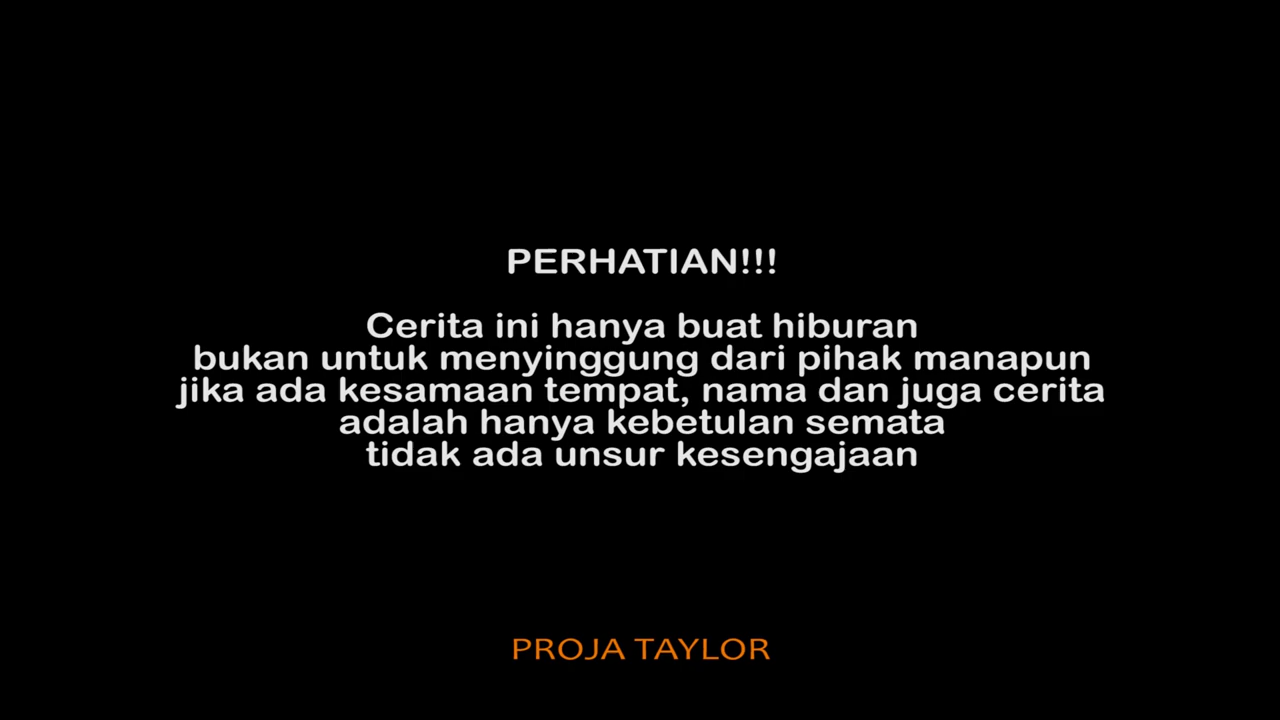 PERHATIAN!!!
Cerita ini hanya buat hiburan
bukan untuk menyinggung dari pihak manapun
jika ada kesamaan tempat, nama dan juga cerita
adalah hanya kebetulan semata
tidak ada unsur kesengajaan
PROJA TAYLOR